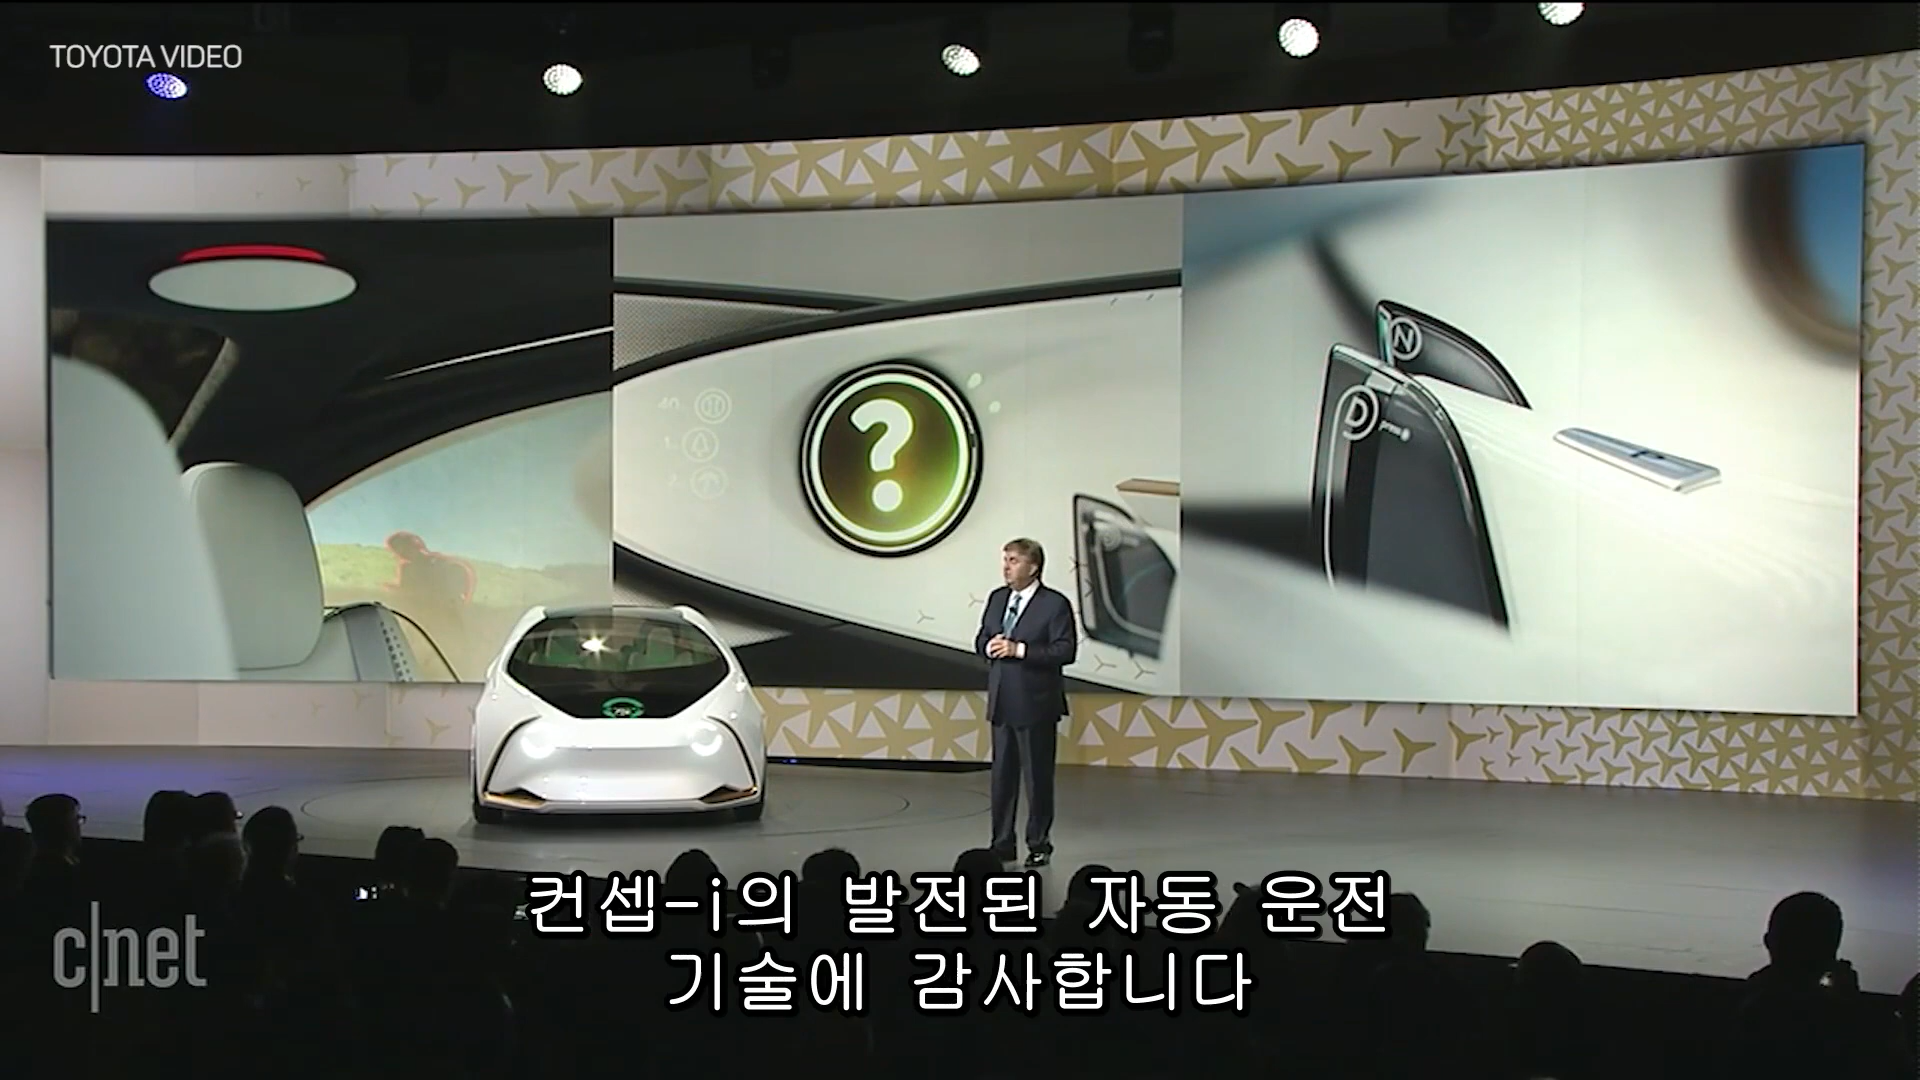 TOYOTA VIDEO
N
?
D
press
P
c|net
컨셉-i의 발전된 자동 운전
기술에 감사합니다